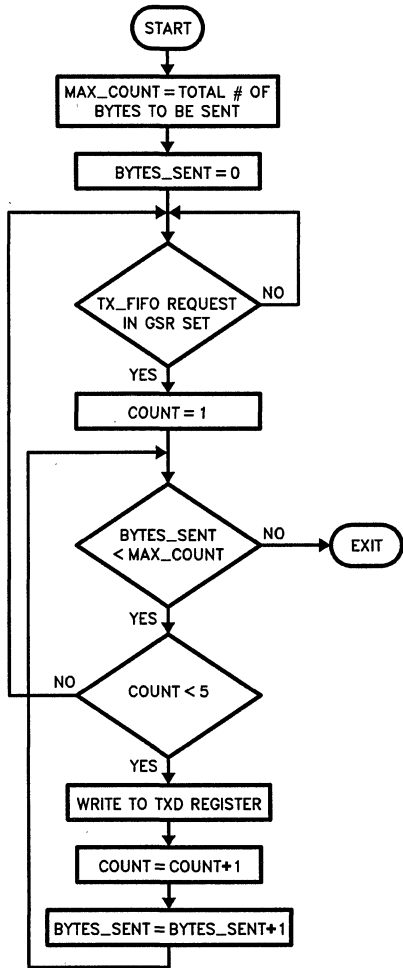 START
MAX_COUNT = TOTAL # OF
BYTES TO BE SENT
BYTES_SENT = 0
TX_FIFO REQUEST
IN GSR SET
NO
YES
COUNT = 1
BYTES_SENT
< MAX_COUNT
NO
EXIT
YES
COUNT < 5
NO
YES
WRITE TO TXD REGISTER
COUNT = COUNT+1
BYTES_SENT = BYTES_SENT+1